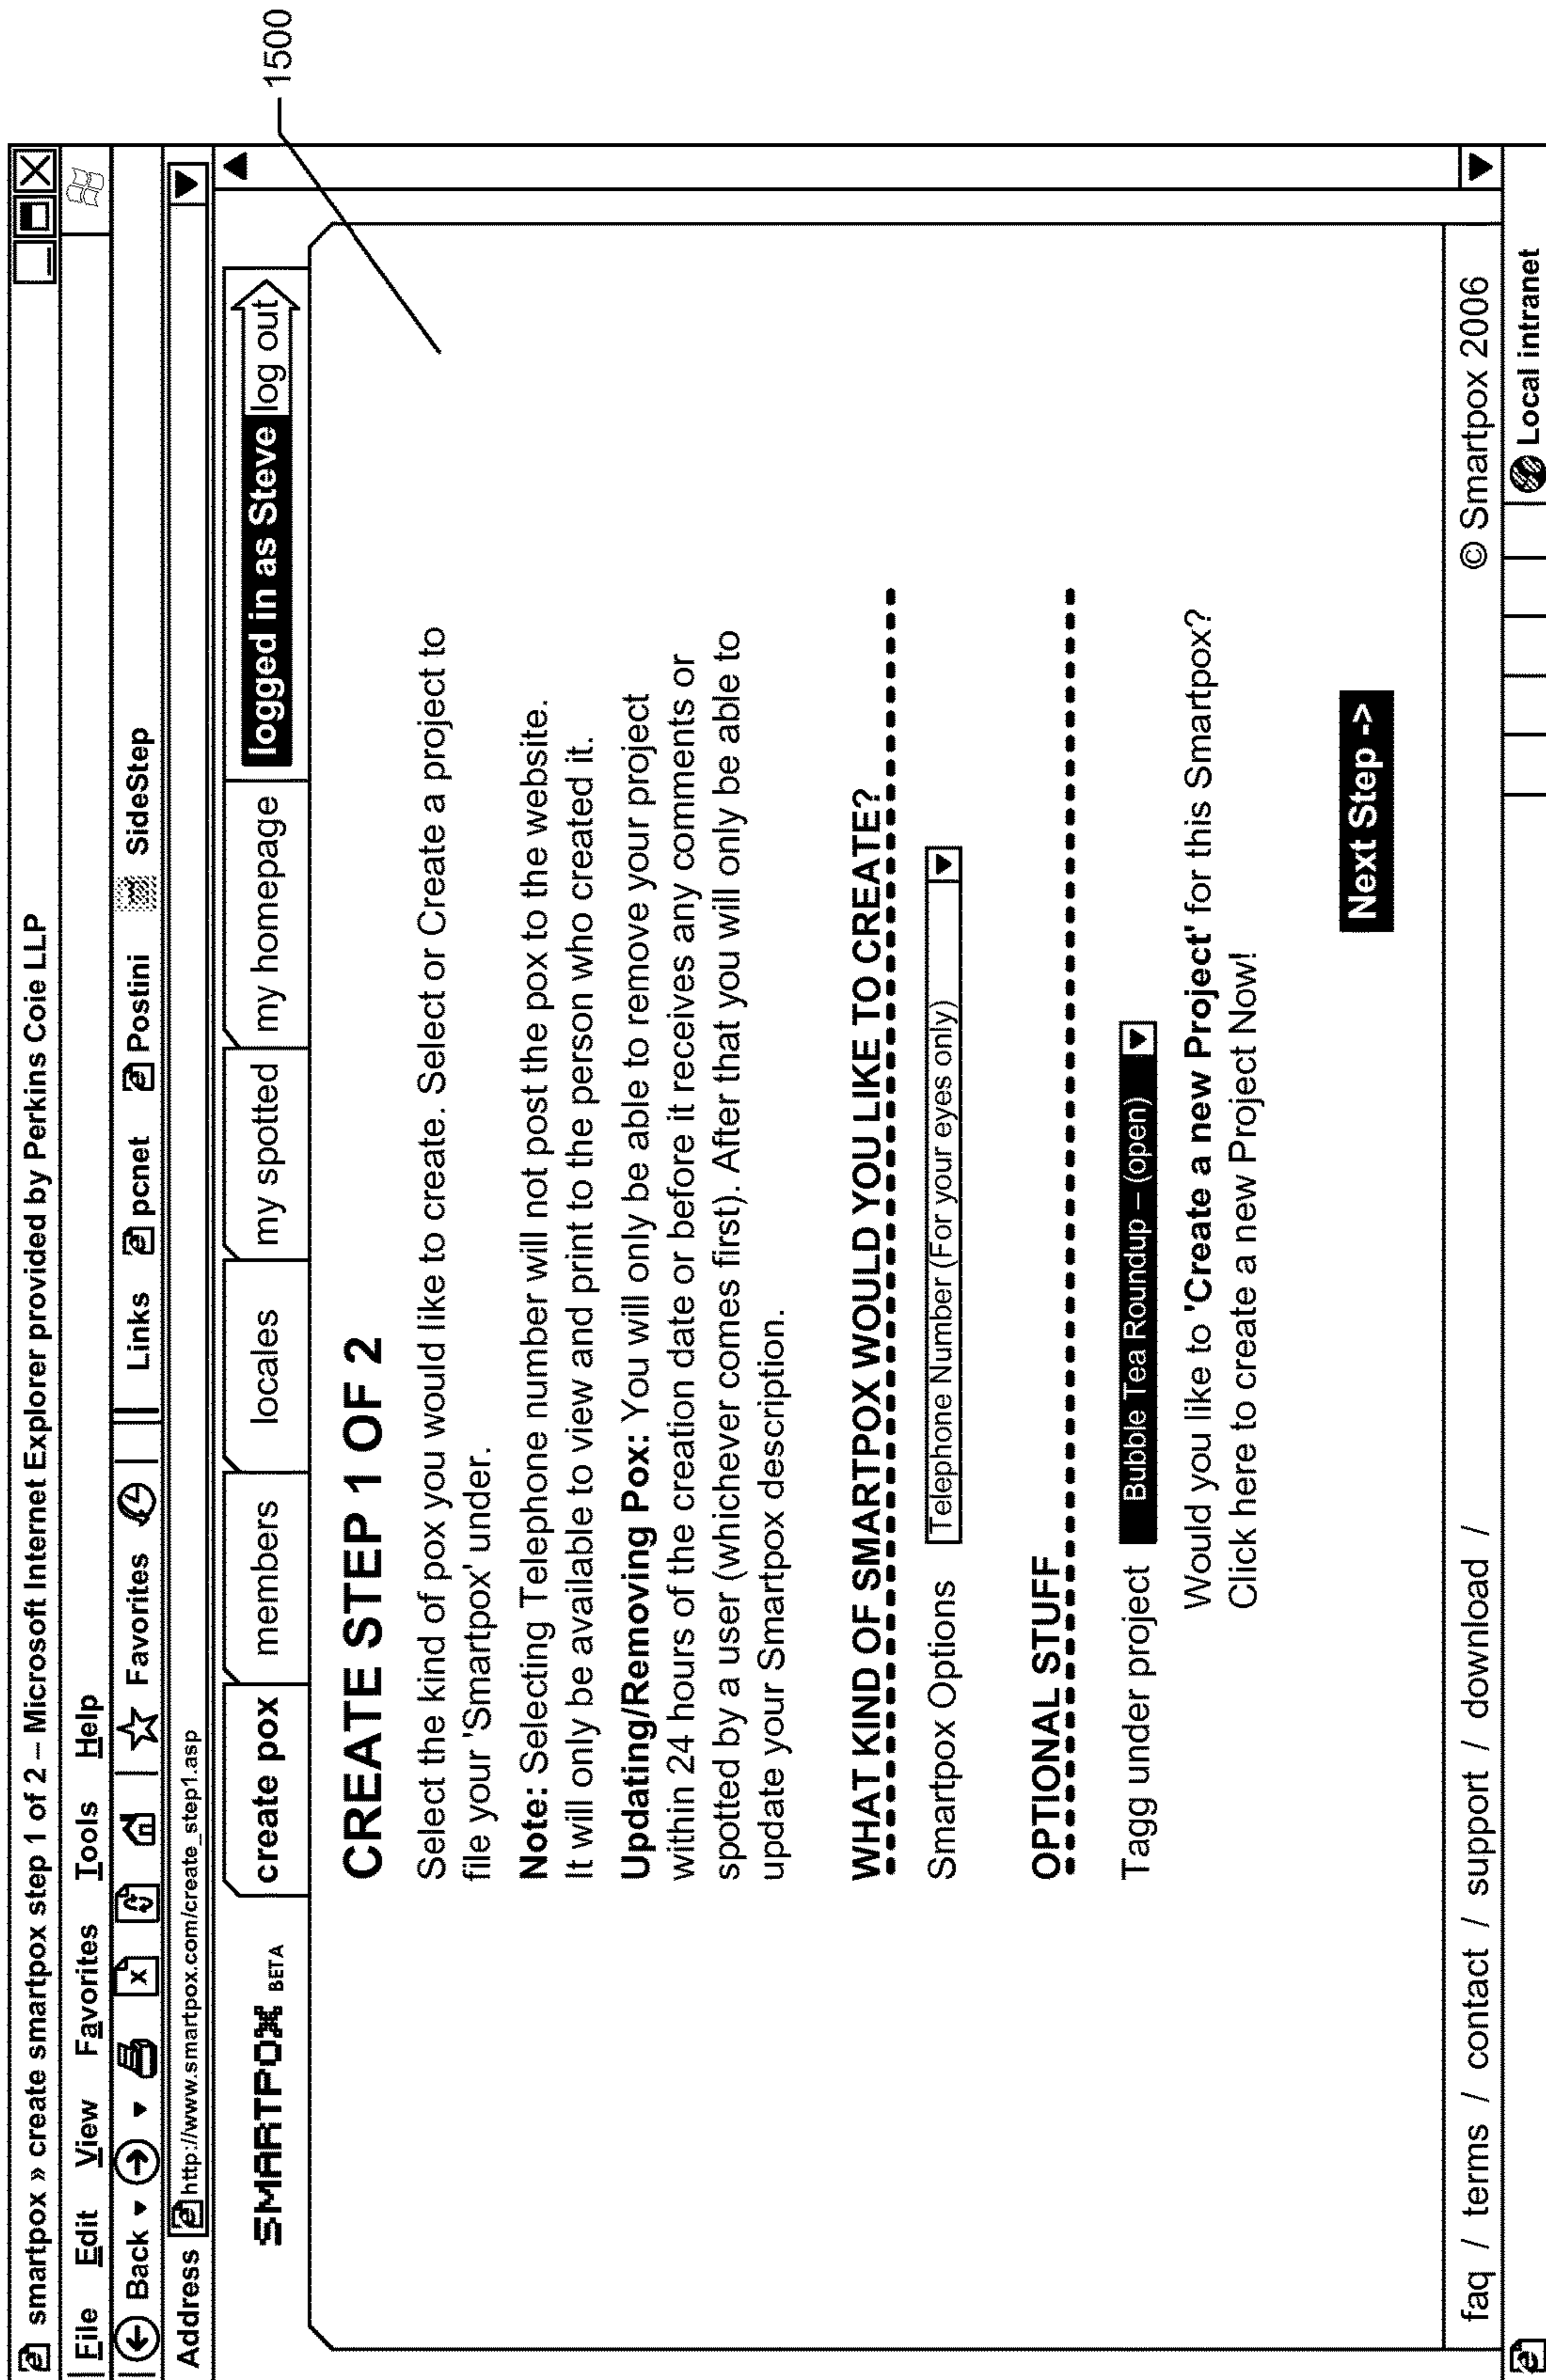 smartpox » create smartpox step 1 of 2 – Microsoft Internet Explorer provided by Perkins Coie LLP
File Edit View Favorites Tools Help
Back Favorites Links pcnet Postini SideStep
Address http://www.smartpox.com/create_step1.asp
SMARTPOX BETA create pox members locales my spotted my homepage logged in as Steve log out
1500
CREATE STEP 1 OF 2
Select the kind of pox you would like to create. Select or Create a project to
file your 'Smartpox' under.
Note: Selecting Telephone number will not post the pox to the website.
It will only be available to view and print to the person who created it.
Updating/Removing Pox: You will only be able to remove your project
within 24 hours of the creation date or before it receives any comments or
spotted by a user (whichever comes first). After that you will only be able to
update your Smartpox description.
WHAT KIND OF SMARTPOX WOULD YOU LIKE TO CREATE?
Smartpox Options Telephone Number (For your eyes only)
OPTIONAL STUFF
Tagg under project Bubble Tea Roundup – (open)
Would you like to 'Create a new Project' for this Smartpox?
Click here to create a new Project Now!
Next Step ->
faq / terms / contact / support / download / © Smartpox 2006
Local intranet